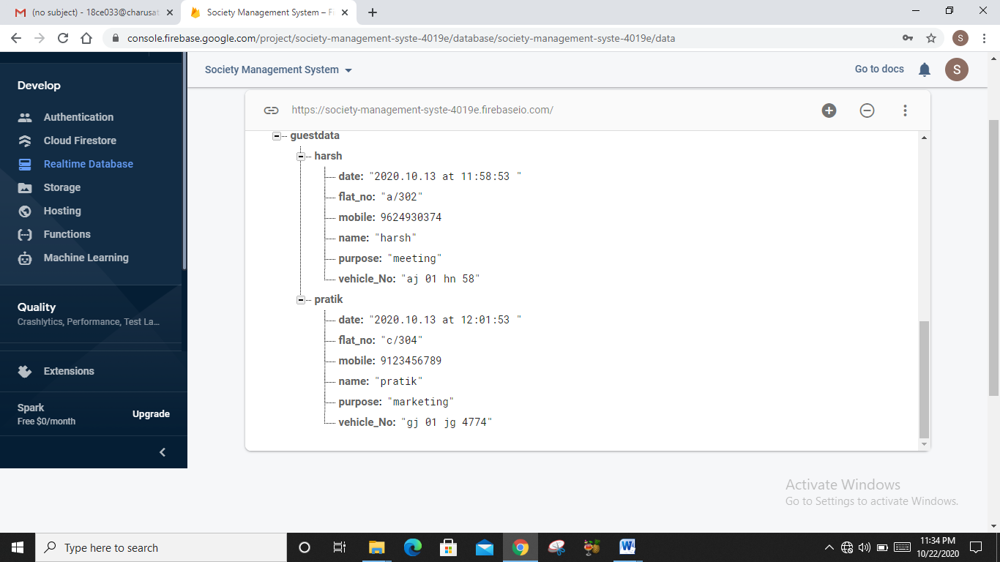 (no subject) - 18ce033@charusat
Society Management System – Fi
console.firebase.google.com/project/society-management-syste-4019e/database/society-management-syste-4019e/data
S
Develop
Authentication
Cloud Firestore
Realtime Database
Storage
Hosting
Functions
Machine Learning
Quality
Crashlytics, Performance, Test La...
Extensions
Spark
Free $0/month
Upgrade
Society Management System
Go to docs
S
https://society-management-syste-4019e.firebaseio.com/
guestdata
harsh
date: "2020.10.13 at 11:58:53 "
flat_no: "a/302"
mobile: 9624930374
name: "harsh"
purpose: "meeting"
vehicle_No: "aj 01 hn 58"
pratik
date: "2020.10.13 at 12:01:53 "
flat_no: "c/304"
mobile: 9123456789
name: "pratik"
purpose: "marketing"
vehicle_No: "gj 01 jg 4774"
Activate Windows
Go to Settings to activate Windows.
Type here to search
11:34 PM
10/22/2020